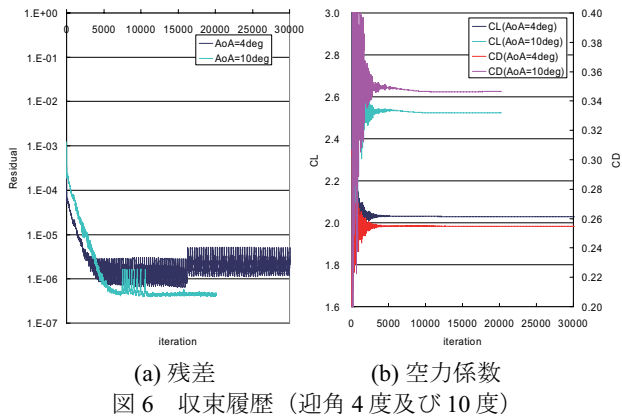 1.E+00
1.E-01
1.E-02
1.E-03
1.E-04
1.E-05
1.E-06
1.E-07
0 5000 10000 15000 20000 25000 30000
AoA=4deg
AoA=10deg
Residual
iteration
3.0
2.8
2.6
2.4
2.2
2.0
1.8
1.6
CL
CL(AoA=4deg)
CL(AoA=10deg)
CD(AoA=4deg)
CD(AoA=10deg)
0.40
0.38
0.36
0.34
0.32
0.30
0.28
0.26
0.24
0.22
0.20
CD
0 5000 10000 15000 20000 25000 30000
iteration
(a) 残差
(b) 空力係数
図 6 収束履歴（迎角 4 度及び 10 度）